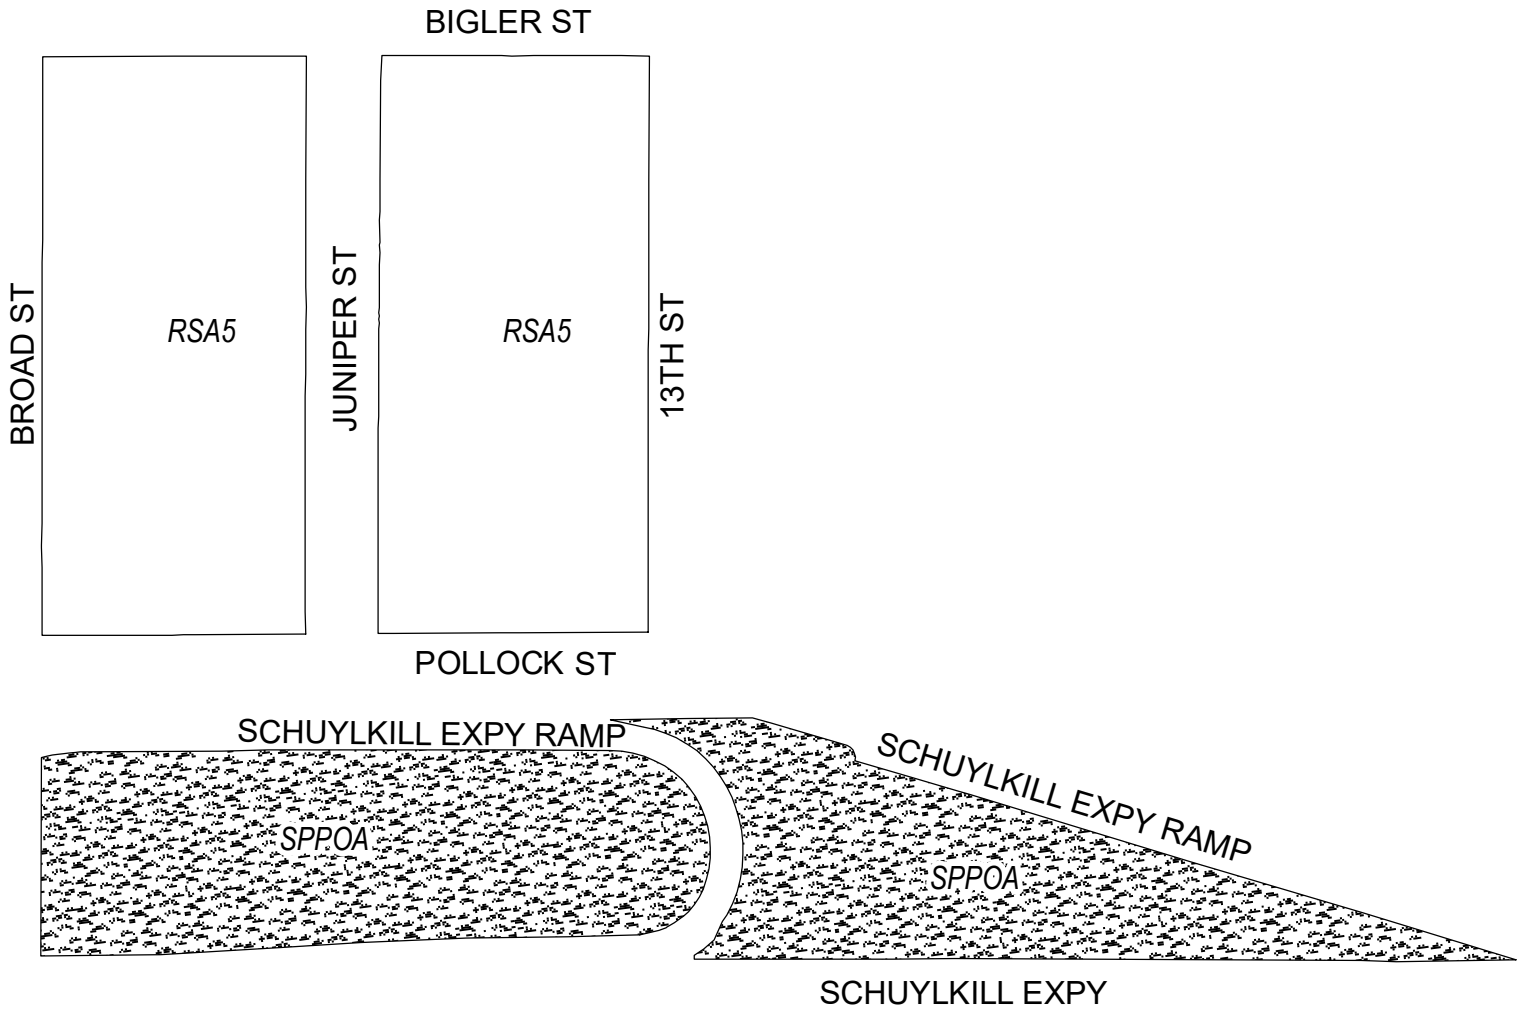 BIGLER ST
BROAD ST
RSA5
JUNIPER ST
RSA5
13TH ST
POLLOCK ST
SCHUYLKILL EXPY RAMP
SCHUYLKILL EXPY RAMP
SPPOA
SPPOA
SCHUYLKILL EXPY